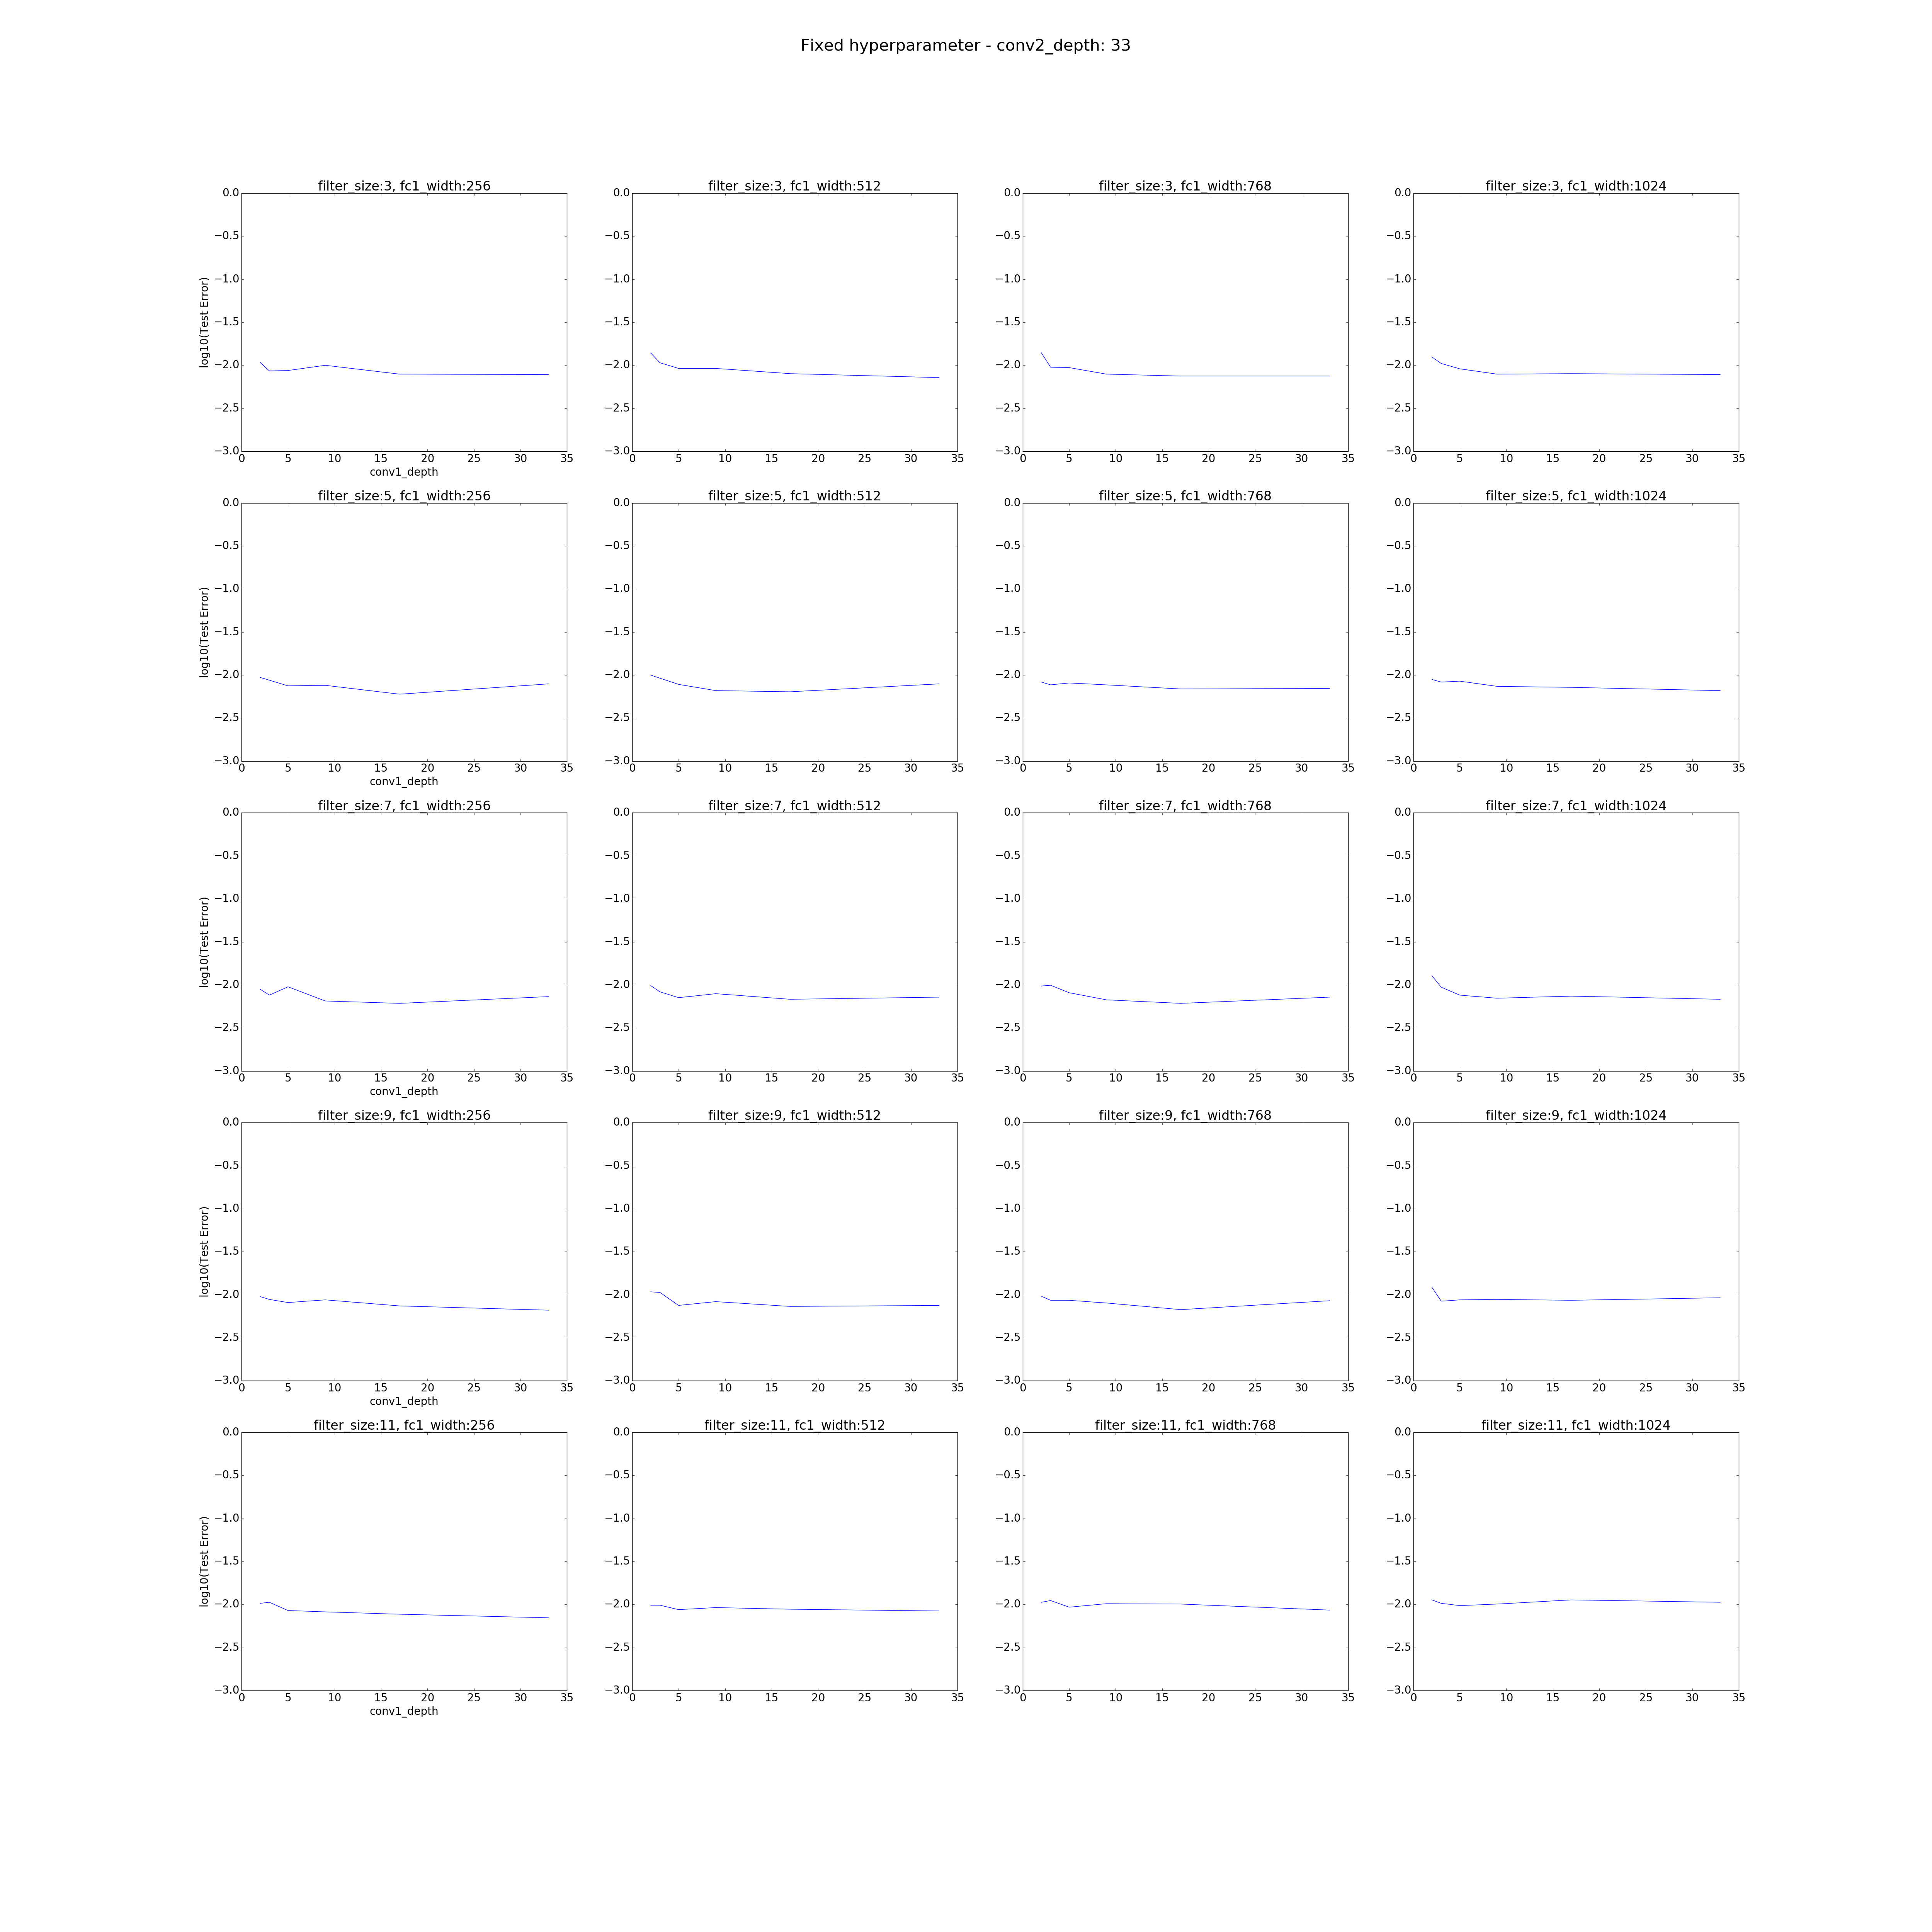 Fixed hyperparameter - conv2_depth: 33
filter_size:3, fc1_width:256 filter_size:3, fc1_width:512 filter_size:3, fc1_width:768 filter_size:3, fc1_width:1024
0.0 0.0 0.0 0.0
−0.5 −0.5 −0.5 −0.5
−1.0 −1.0 −1.0 −1.0
log10(Test Error)
−1.5 −1.5 −1.5 −1.5
−2.0 −2.0 −2.0 −2.0
−2.5 −2.5 −2.5 −2.5
−3.0 −3.0 −3.0 −3.0
0 5 10 15 20 25 30 35 0 5 10 15 20 25 30 35 0 5 10 15 20 25 30 35 0 5 10 15 20 25 30 35
conv1_depth
filter_size:5, fc1_width:256 filter_size:5, fc1_width:512 filter_size:5, fc1_width:768 filter_size:5, fc1_width:1024
0.0 0.0 0.0 0.0
−0.5 −0.5 −0.5 −0.5
−1.0 −1.0 −1.0 −1.0
log10(Test Error)
−1.5 −1.5 −1.5 −1.5
−2.0 −2.0 −2.0 −2.0
−2.5 −2.5 −2.5 −2.5
−3.0 −3.0 −3.0 −3.0
0 5 10 15 20 25 30 35 0 5 10 15 20 25 30 35 0 5 10 15 20 25 30 35 0 5 10 15 20 25 30 35
conv1_depth
filter_size:7, fc1_width:256 filter_size:7, fc1_width:512 filter_size:7, fc1_width:768 filter_size:7, fc1_width:1024
0.0 0.0 0.0 0.0
−0.5 −0.5 −0.5 −0.5
−1.0 −1.0 −1.0 −1.0
log10(Test Error)
−1.5 −1.5 −1.5 −1.5
−2.0 −2.0 −2.0 −2.0
−2.5 −2.5 −2.5 −2.5
−3.0 −3.0 −3.0 −3.0
0 5 10 15 20 25 30 35 0 5 10 15 20 25 30 35 0 5 10 15 20 25 30 35 0 5 10 15 20 25 30 35
conv1_depth
filter_size:9, fc1_width:256 filter_size:9, fc1_width:512 filter_size:9, fc1_width:768 filter_size:9, fc1_width:1024
0.0 0.0 0.0 0.0
−0.5 −0.5 −0.5 −0.5
−1.0 −1.0 −1.0 −1.0
log10(Test Error)
−1.5 −1.5 −1.5 −1.5
−2.0 −2.0 −2.0 −2.0
−2.5 −2.5 −2.5 −2.5
−3.0 −3.0 −3.0 −3.0
0 5 10 15 20 25 30 35 0 5 10 15 20 25 30 35 0 5 10 15 20 25 30 35 0 5 10 15 20 25 30 35
conv1_depth
filter_size:11, fc1_width:256 filter_size:11, fc1_width:512 filter_size:11, fc1_width:768 filter_size:11, fc1_width:1024
0.0 0.0 0.0 0.0
−0.5 −0.5 −0.5 −0.5
−1.0 −1.0 −1.0 −1.0
log10(Test Error)
−1.5 −1.5 −1.5 −1.5
−2.0 −2.0 −2.0 −2.0
−2.5 −2.5 −2.5 −2.5
−3.0 −3.0 −3.0 −3.0
0 5 10 15 20 25 30 35 0 5 10 15 20 25 30 35 0 5 10 15 20 25 30 35 0 5 10 15 20 25 30 35
conv1_depth